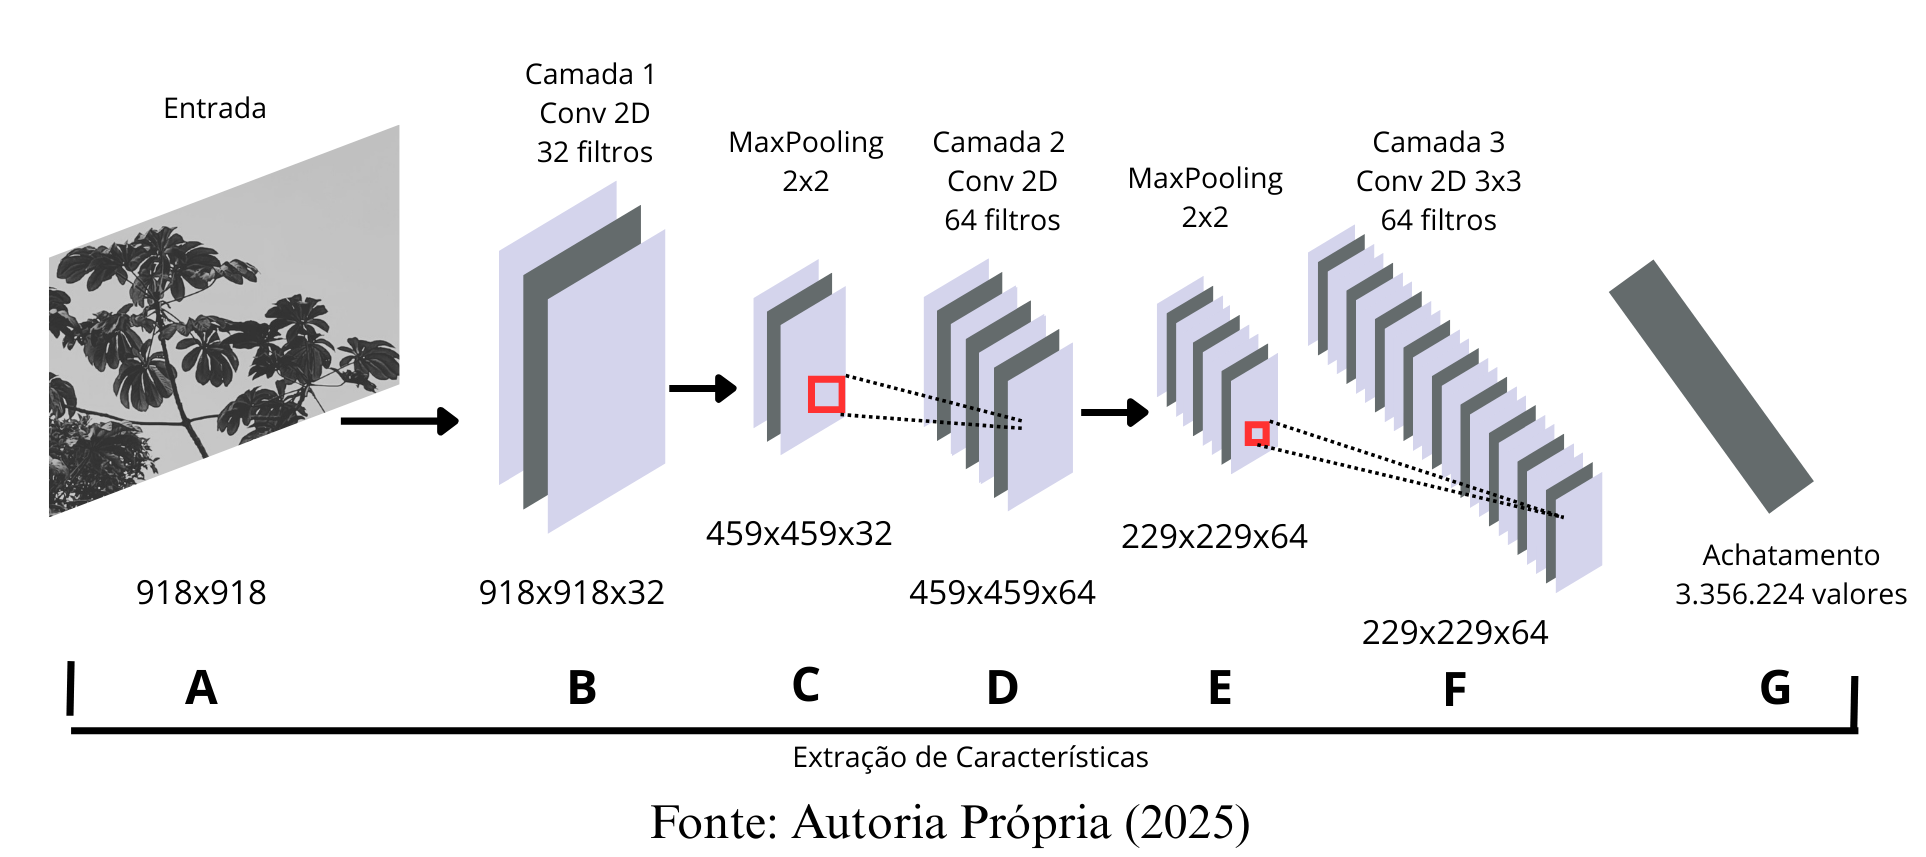 Entrada
918x918
A
Camada 1
Conv 2D
32 filtros
918x918x32
B
MaxPooling
2x2
459x459x32
C
Camada 2
Conv 2D
64 filtros
459x459x64
D
MaxPooling
2x2
229x229x64
E
Camada 3
Conv 2D 3x3
64 filtros
229x229x64
F
Achatamento
3.356.224 valores
G
Extração de Características
Fonte: Autoria Própria (2025)